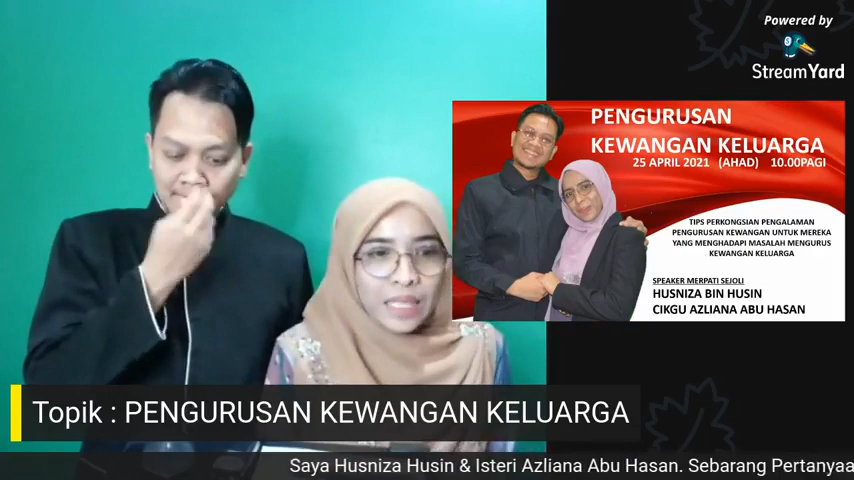 Powered by
StreamYard
PENGURUSAN
KEWANGAN KELUARGA
25 APRIL 2021 (AHAD) 10.00PAGI
TIPS PERKONGSIAN PENGALAMAN
PENGURUSAN KEWANGAN UNTUK MEREKA
YANG MENGHADAPI MASALAH MENGURUS
KEWANGAN KELUARGA
SPEAKER MERPATI SEJOLI
HUSNIZA BIN HUSIN
CIKGU AZLIANA ABU HASAN
Topik : PENGURUSAN KEWANGAN KELUARGA
Saya Husniza Husin & Isteri Azliana Abu Hasan. Sebarang Pertanyaa